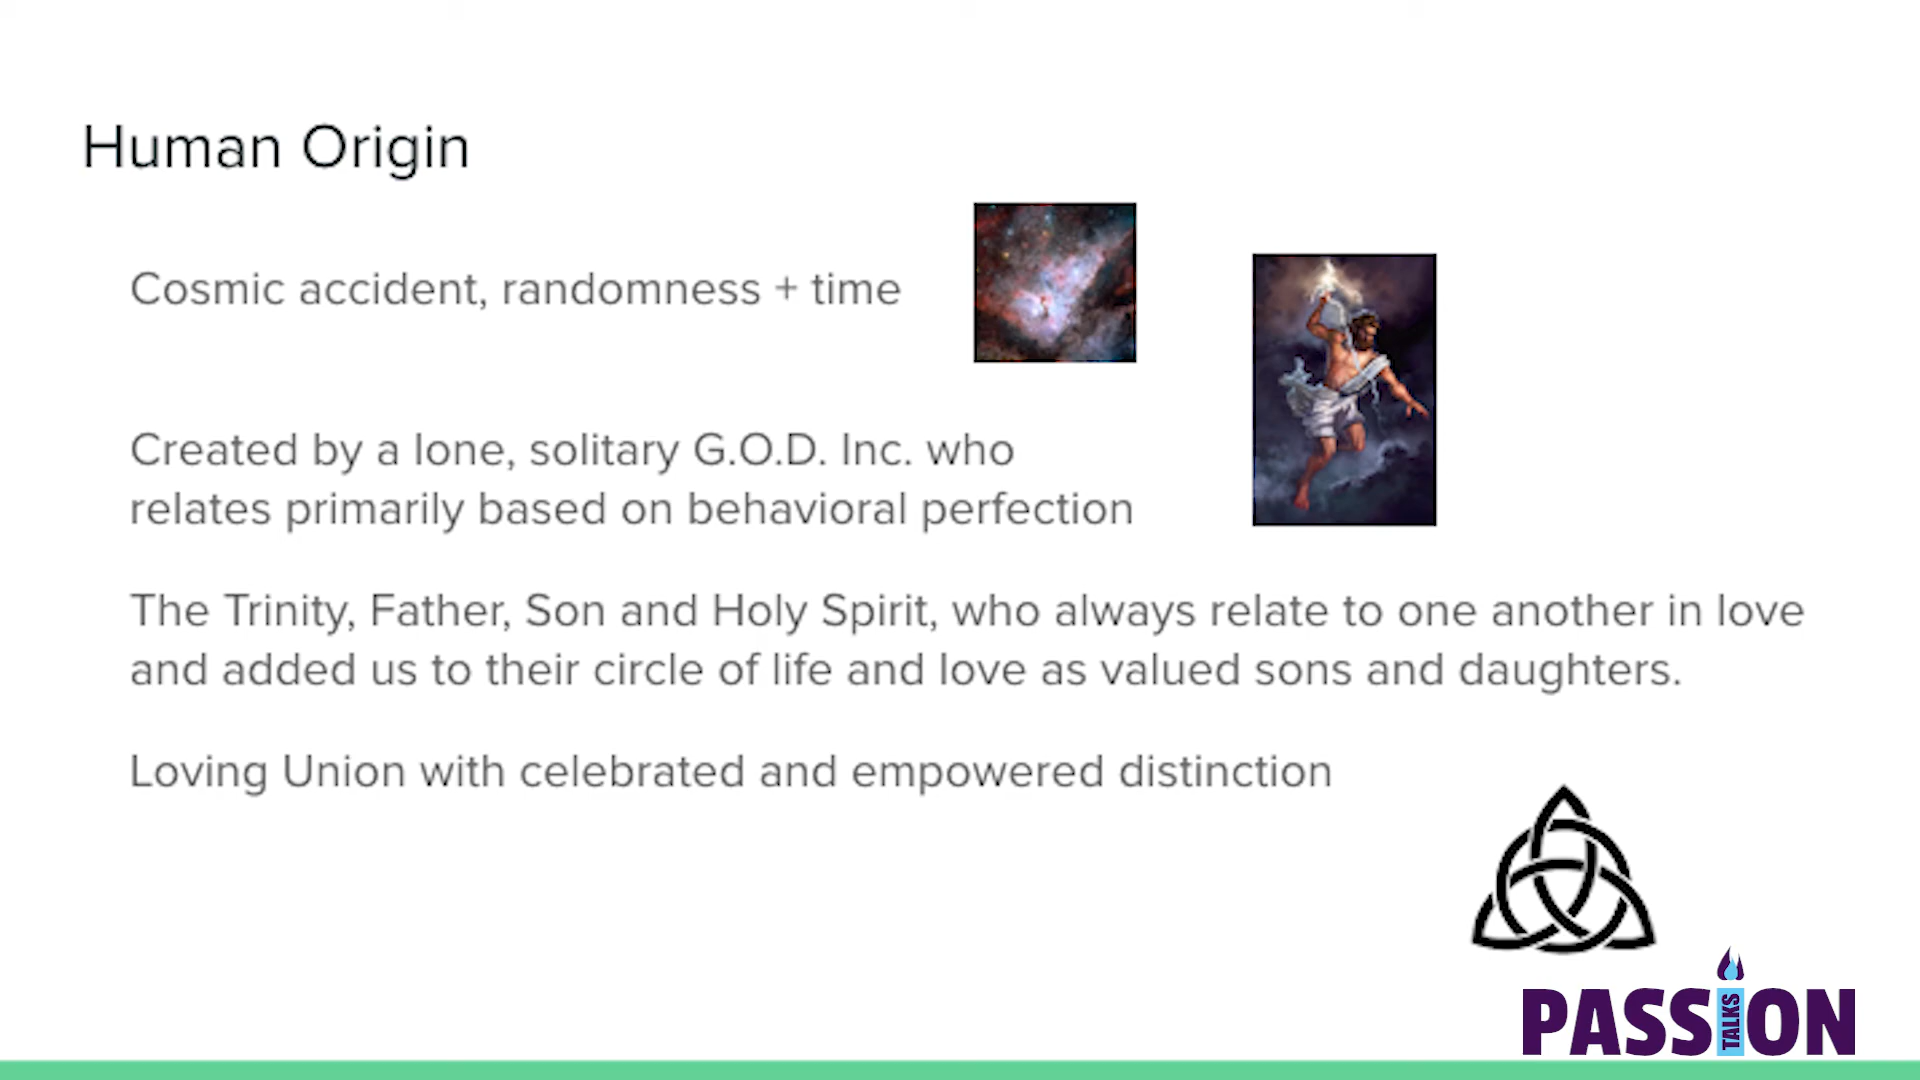 Human Origin
Cosmic accident, randomness + time
Created by a lone, solitary G.O.D. Inc. who
relates primarily based on behavioral perfection
The Trinity, Father, Son and Holy Spirit, who always relate to one another in love
and added us to their circle of life and love as valued sons and daughters.
Loving Union with celebrated and empowered distinction
PASSION
TALKS